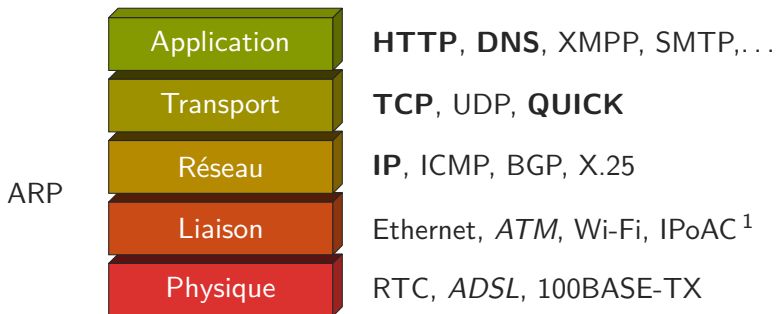 Application HTTP, DNS, XMPP, SMTP,...
Transport TCP, UDP, QUICK
Réseau IP, ICMP, BGP, X.25
ARP
Liaison Ethernet, ATM, Wi-Fi, IPoAC 1
Physique RTC, ADSL, 100BASE-TX